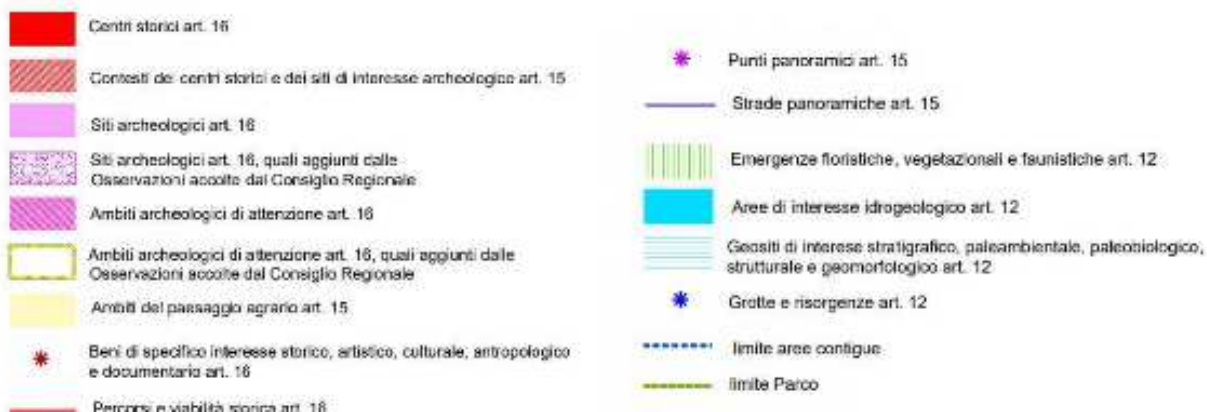 Centri storici art. 16
Contesti dei centri storici e dei siti di interesse archeologico art. 15
Siti archeologici art. 16
Siti archeologici art. 16, quali aggiunti dalle
Osservazioni accolte dal Consiglio Regionale
Ambiti archeologici di attenzione art. 16
Ambiti archeologici di attenzione art. 16, quali aggiunti dalle
Osservazioni accolte dal Consiglio Regionale
Ambiti del paesaggio agrario art. 15
Beni di specifico interesse storico, artistico, culturale, antropologico
e documentario art. 16
Percorsi e viabilità storica art. 16
Punti panoramici art. 15
Strade panoramiche art. 15
Emergenze floristiche, vegetazionali e faunistiche art. 12
Aree di interesse idrogeologico art. 12
Geositi di interese stratigrafico, paleambientale, paleobiologico,
strutturale e geomorfologico art. 12
Grotte e risorgenze art. 12
limite aree contigue
limite Parco